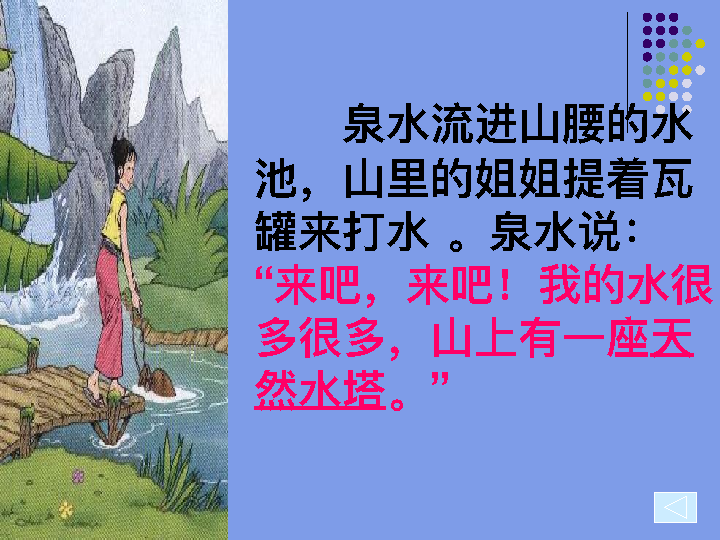 泉水流进山腰的水
池，山里的姐姐提着瓦
罐来打水 。泉水说：
“来吧，来吧！我的水很
多很多，山上有一座天
然水塔。”